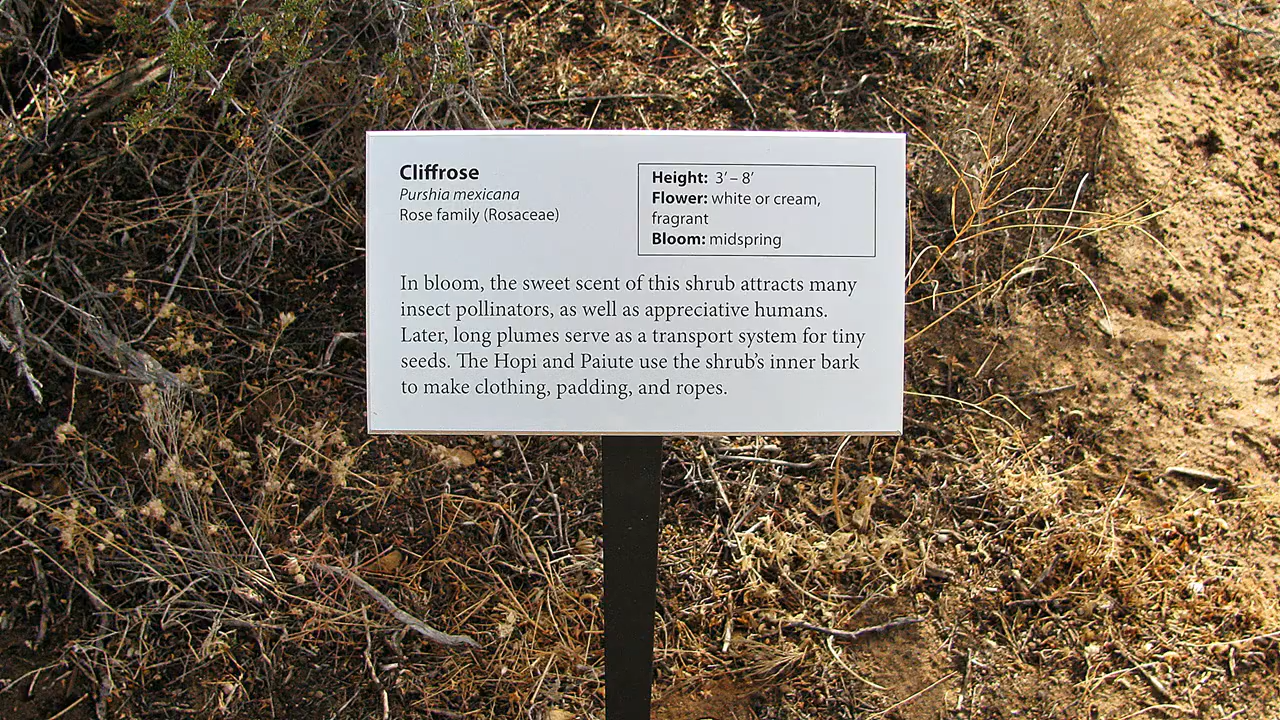 Cliffrose
Purshia mexicana
Rose family (Rosaceae)
Height: 3′ – 8′
Flower: white or cream,
fragrant
Bloom: midspring
In bloom, the sweet scent of this shrub attracts many
insect pollinators, as well as appreciative humans.
Later, long plumes serve as a transport system for tiny
seeds. The Hopi and Paiute use the shrub’s inner bark
to make clothing, padding, and ropes.